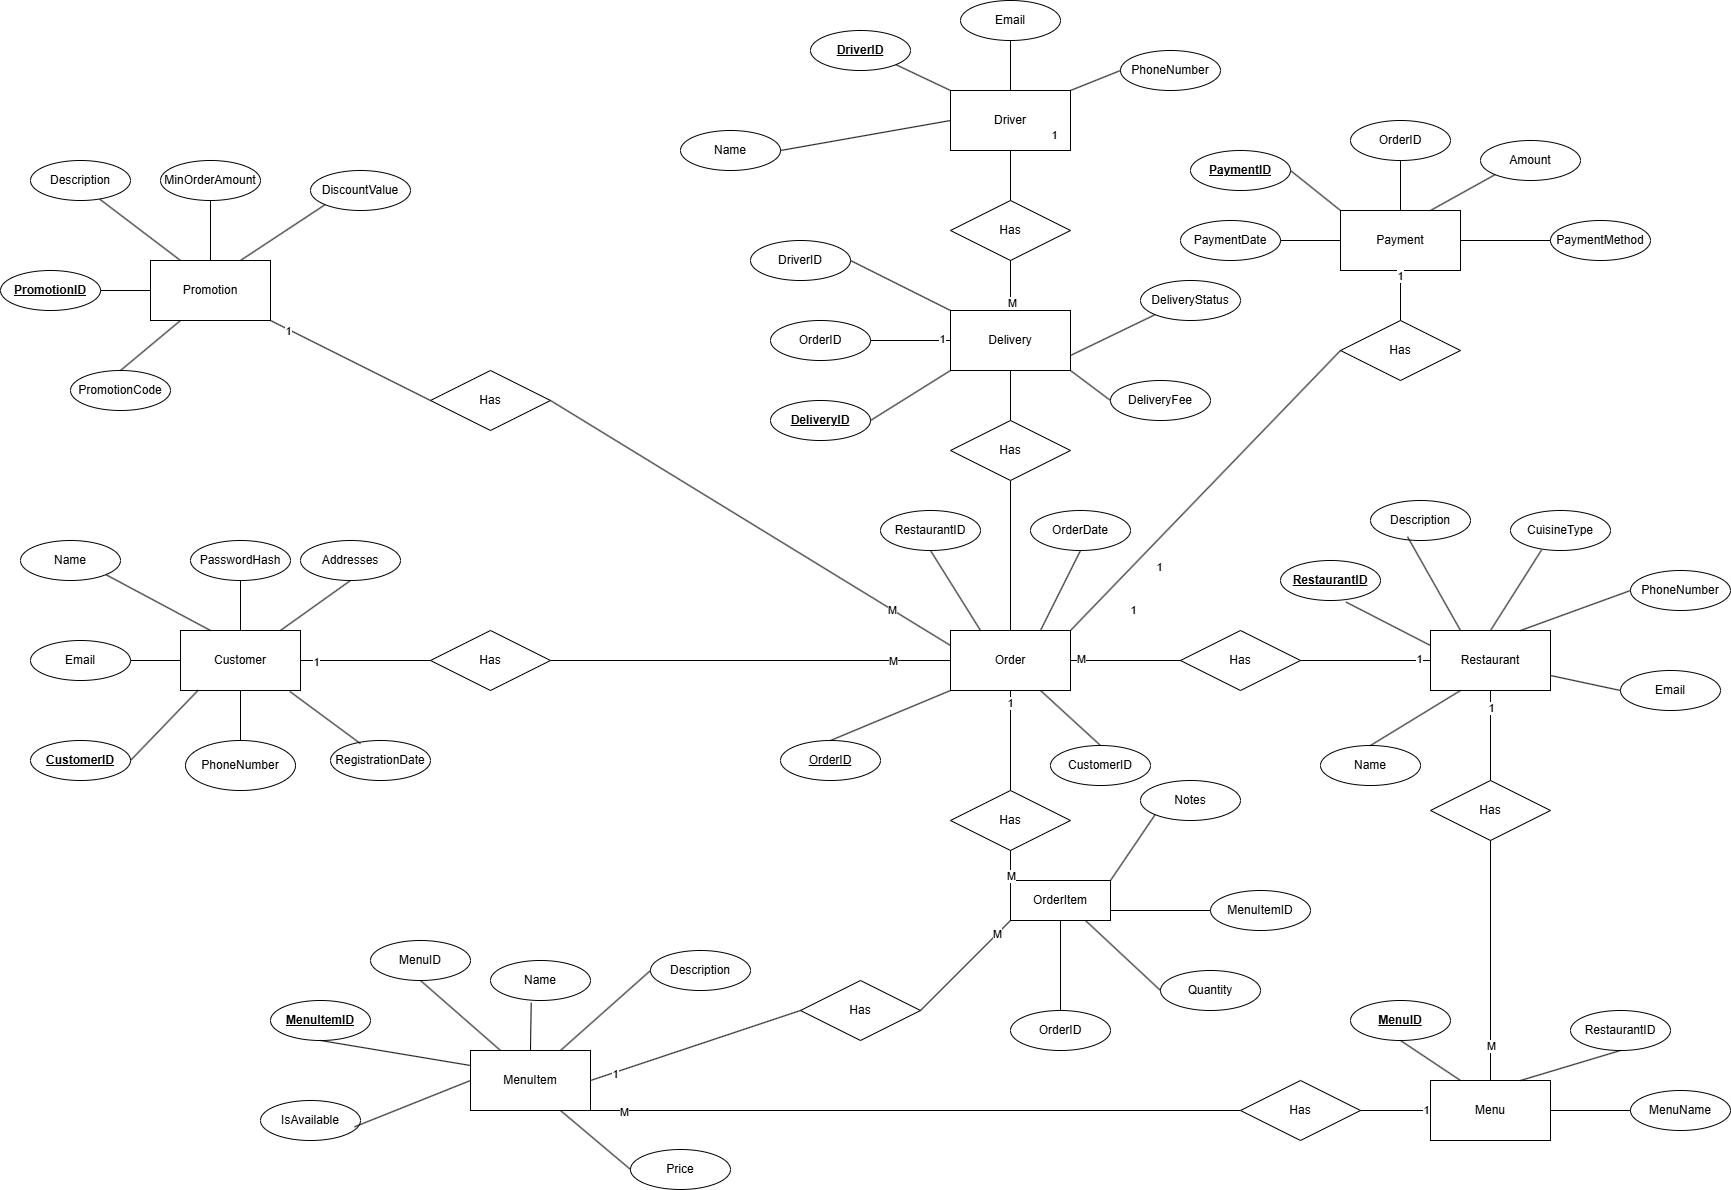 Email
DriverID
PhoneNumber
Driver
1
Name
OrderID
Amount
PaymentID
Description
MinOrderAmount
DiscountValue
Has
PaymentDate
Payment
PaymentMethod
DriverID
1
PromotionID
Promotion
M
DeliveryStatus
1
OrderID
1
Delivery
Has
PromotionCode
Has
DeliveryFee
DeliveryID
Has
RestaurantID
OrderDate
Description
CuisineType
Name
PasswordHash
Addresses
1
RestaurantID
PhoneNumber
M
1
Email
Customer
1
Has
M
Order
M
Has
1
Restaurant
Email
1
1
CustomerID
PhoneNumber
RegistrationDate
OrderID
CustomerID
Name
Notes
Has
Has
M
OrderItem
MenuItemID
M
MenuID
Name
Description
Quantity
Has
MenuItemID
OrderID
MenuID
RestaurantID
M
1
MenuItem
IsAvailable
M
Has
1
Menu
MenuName
Price